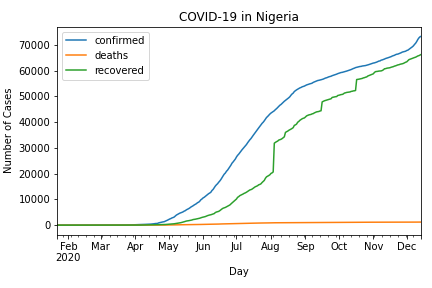 COVID-19 in Nigeria
confirmed
deaths
recovered
Number of Cases
70000
60000
50000
40000
30000
20000
10000
0
Feb Mar Apr May Jun Jul Aug Sep Oct Nov Dec
2020
Day